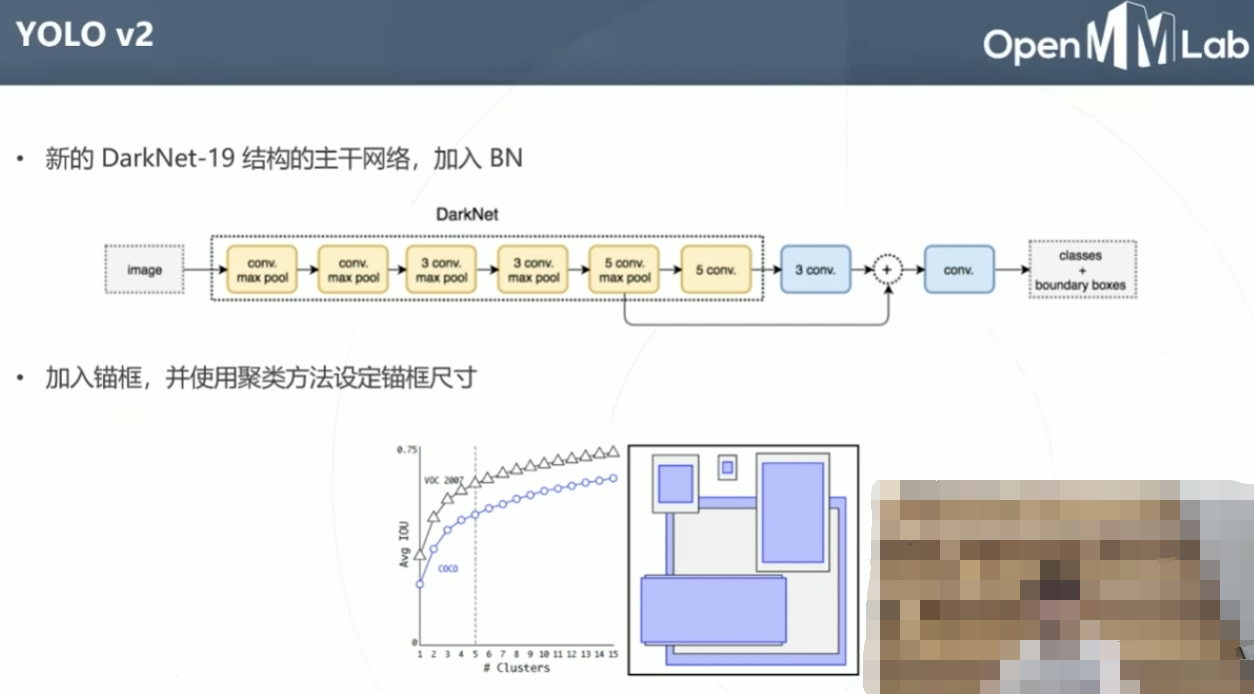 YOLO v2
OpenMMLab
• 新的 DarkNet-19 结构的主干网络，加入 BN
DarkNet
image
conv.
max pool
conv.
max pool
3 conv.
max pool
3 conv.
max pool
5 conv.
max pool
5 conv.
3 conv.
+
conv.
classes
+
boundary boxes
• 加入锚框，并使用聚类方法设定锚框尺寸
0.75
VOC 2007
Avg IOU
COCO
0
1 2 3 4 5 6 7 8 9 10 11 12 13 14 15
# Clusters